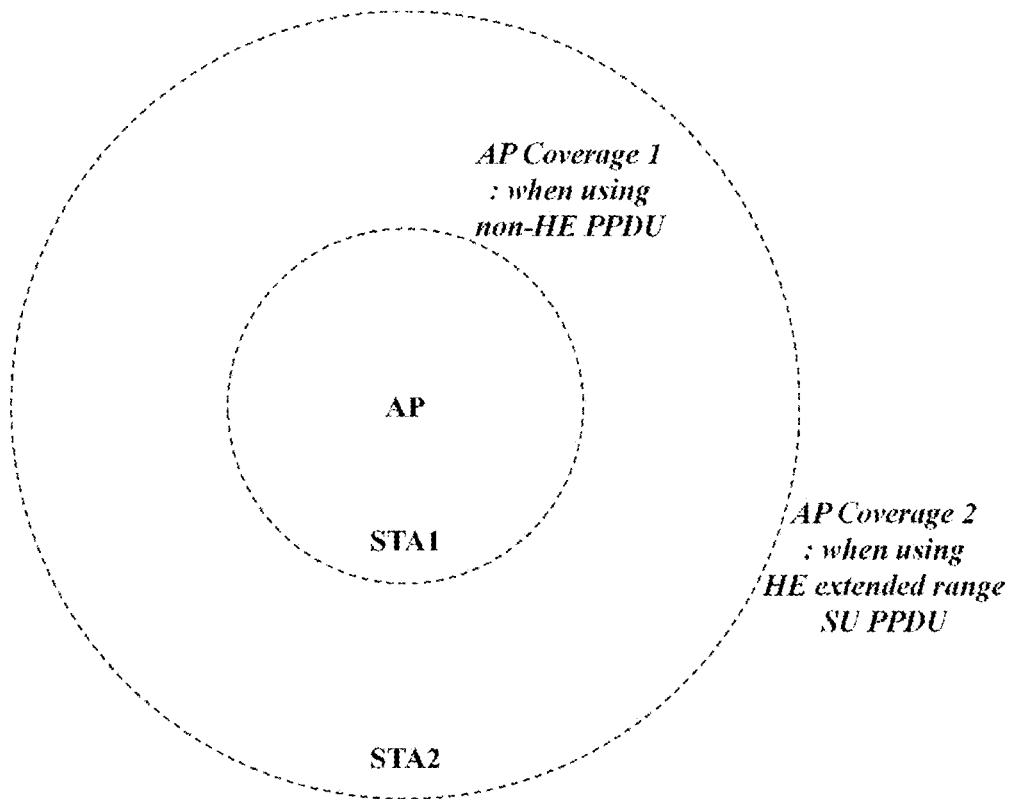 AP Coverage 1
: when using
non-HE PPDU
AP
STA1
AP Coverage 2
: when using
HE extended range
SU PPDU
STA2